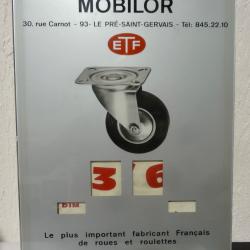 MOBILOR
30, rue Carnot - 93- LE PRÉ-SAINT-GERVAIS - Tél: 845.22.10
ETF
3 6
DIM
Le plus important fabricant Français
de roues et roulettes